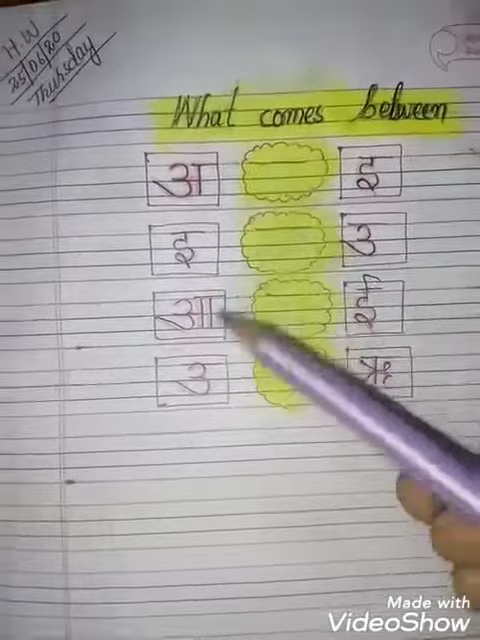 H.W
25/06/20
Thursday
What comes between
अ इ
इ उ
आ ई
उ ऋ
Made with
VideoShow